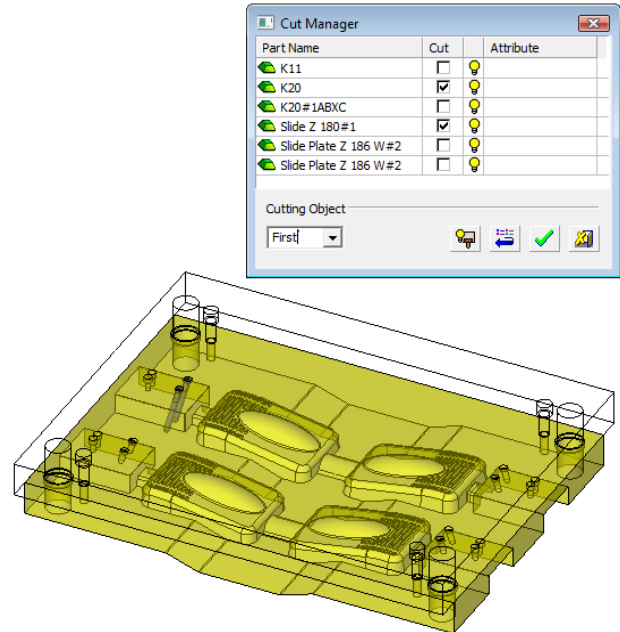 Cut Manager
Part Name Cut Attribute
K11
K20
K20#1ABXC
Slide Z 180#1
Slide Plate Z 186 W#2
Slide Plate Z 186 W#2
Cutting Object
First